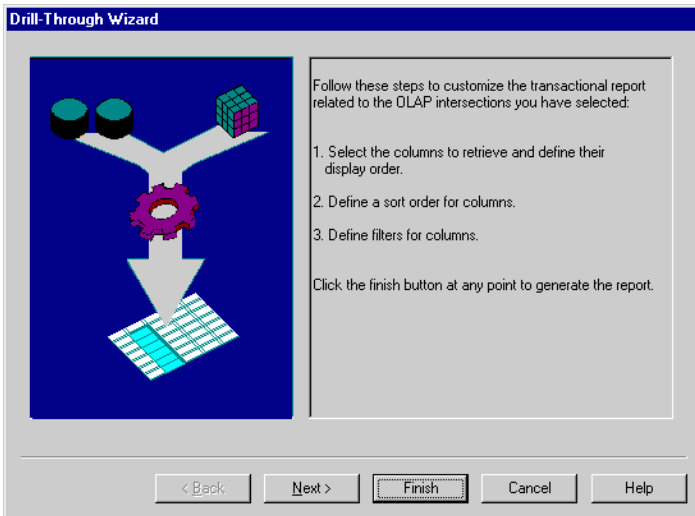 Drill-Through Wizard
Follow these steps to customize the transactional report
related to the OLAP intersections you have selected:
1. Select the columns to retrieve and define their
display order.
2. Define a sort order for columns.
3. Define filters for columns.
Click the finish button at any point to generate the report.
< Back Next > Finish Cancel Help